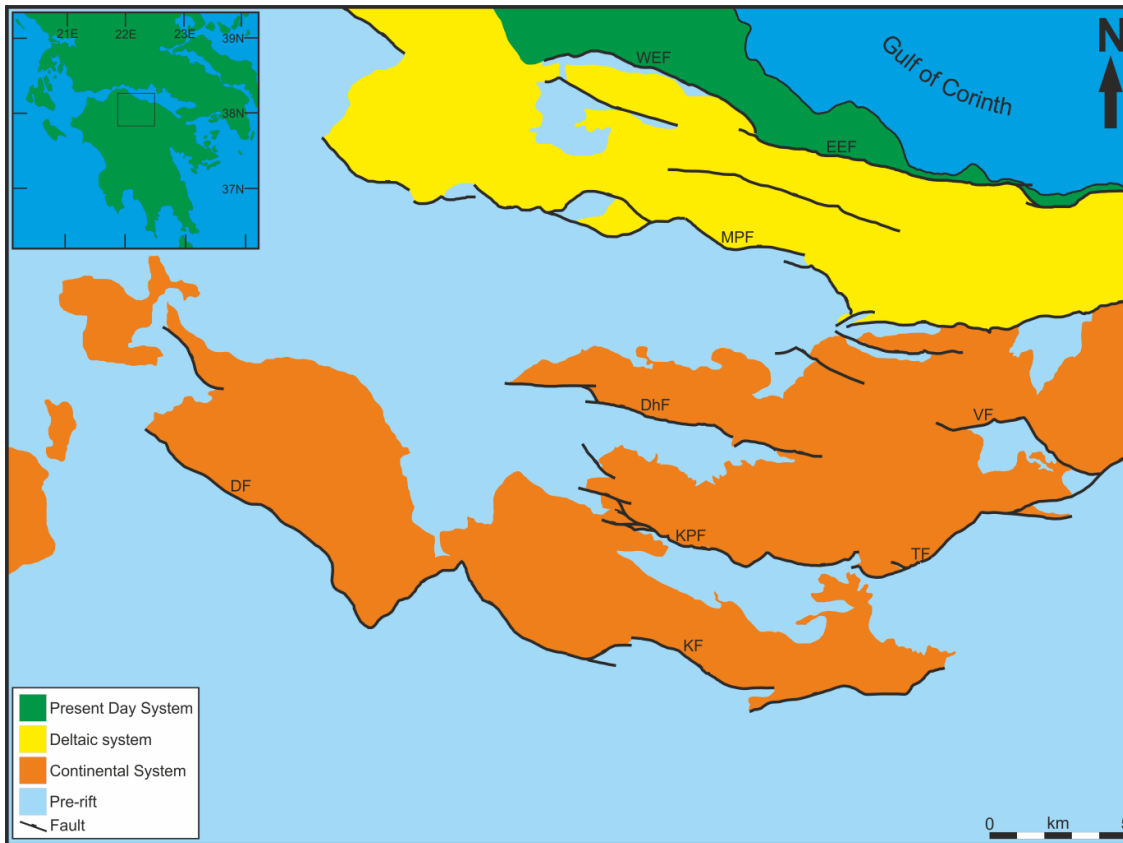 21E 22E 23E
39N
38N
37N
Gulf of Corinth
N
WEF
EEF
MPF
DhF
VF
DF
KPF
TF
KF
Present Day System
Deltaic system
Continental System
Pre-rift
Fault
0 km 5